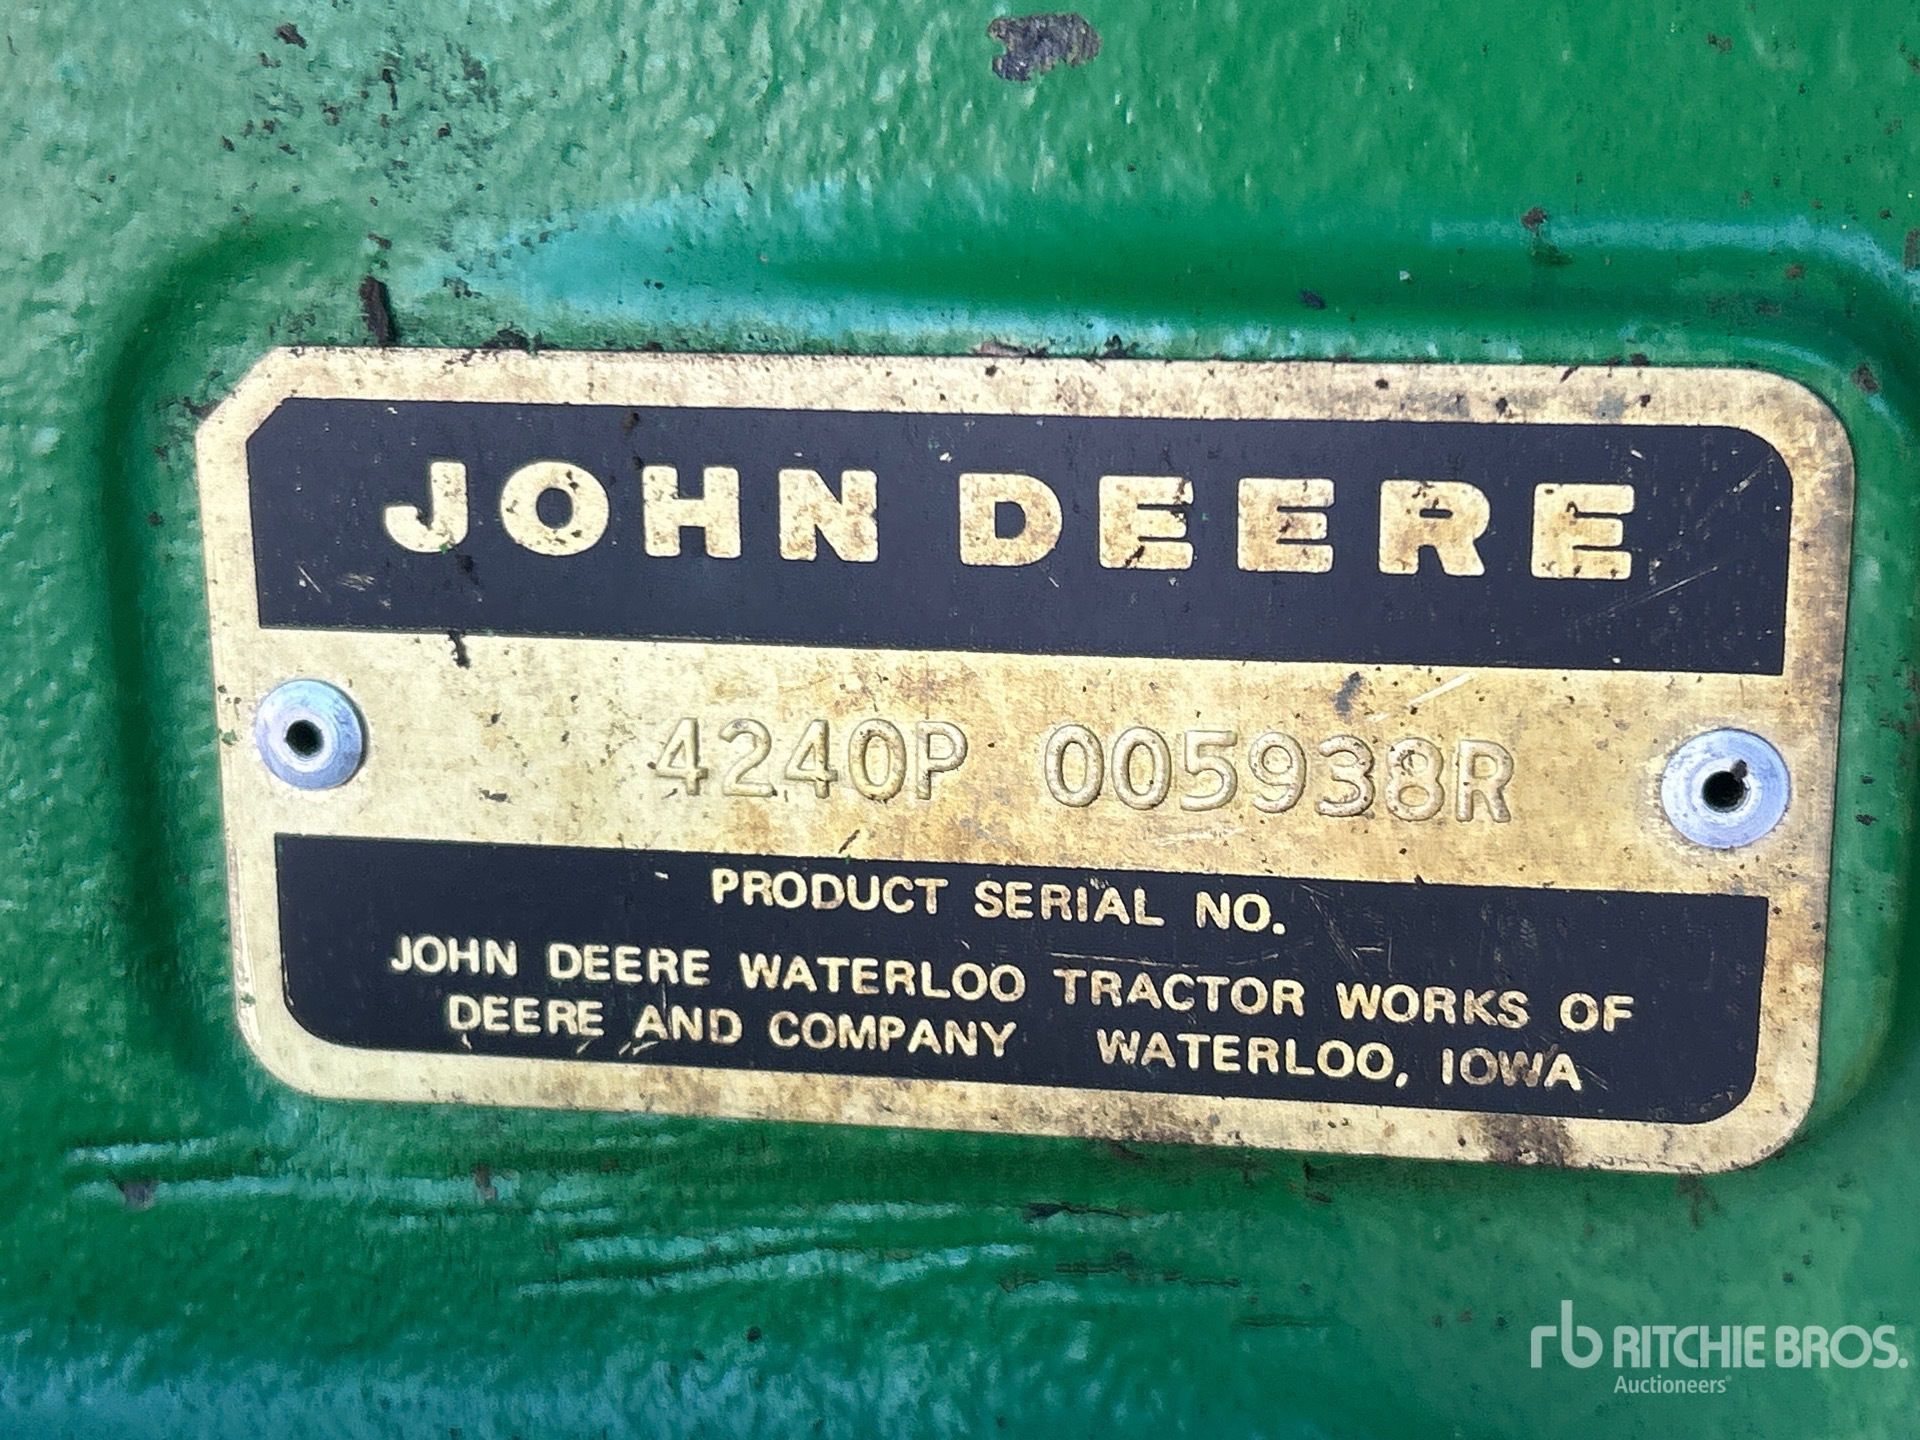 JOHN DEERE
4240P 005938R
PRODUCT SERIAL NO.
JOHN DEERE WATERLOO TRACTOR WORKS OF
DEERE AND COMPANY WATERLOO, IOWA
rb RITCHIE BROS.
Auctioneers